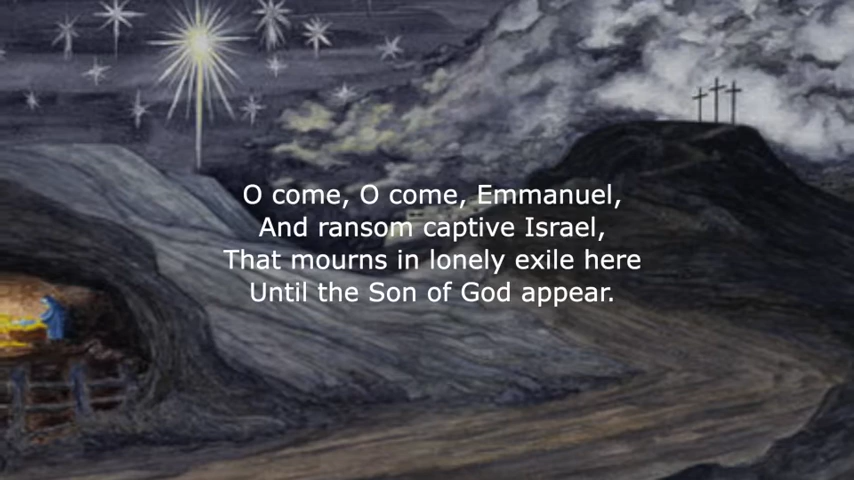 O come, O come, Emmanuel,
And ransom captive Israel,
That mourns in lonely exile here
Until the Son of God appear.